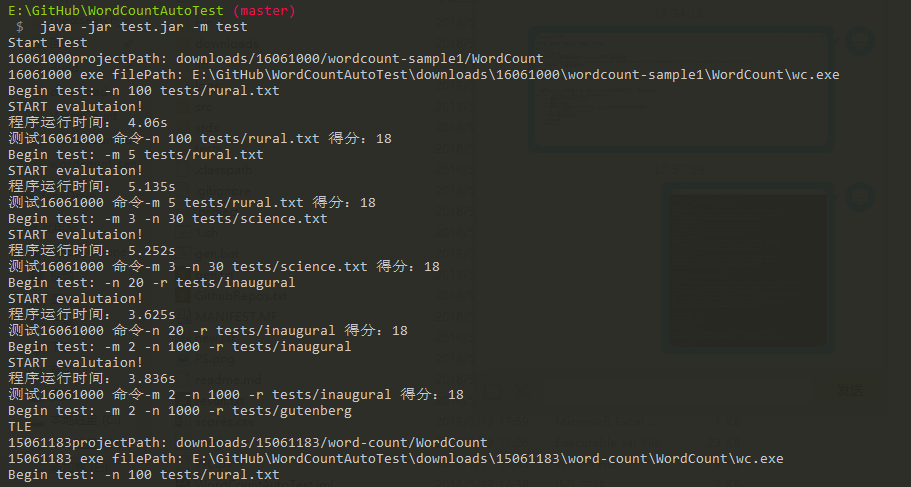 E:\GitHub\WordCountAutoTest (master)
$ java -jar test.jar -m test
Start Test
16061000projectPath: downloads/16061000/wordcount-sample1/WordCount
16061000 exe filePath: E:\GitHub\WordCountAutoTest\downloads\16061000\wordcount-sample1\WordCount\wc.exe
Begin test: -n 100 tests/rural.txt
START evalutaion!
程序运行时间： 4.06s
测试16061000 命令-n 100 tests/rural.txt 得分：18
Begin test: -m 5 tests/rural.txt
START evalutaion!
程序运行时间： 5.135s
测试16061000 命令-m 5 tests/rural.txt 得分：18
Begin test: -m 3 -n 30 tests/science.txt
START evalutaion!
程序运行时间： 5.252s
测试16061000 命令-m 3 -n 30 tests/science.txt 得分：18
Begin test: -n 20 -r tests/inaugural
START evalutaion!
程序运行时间： 3.625s
测试16061000 命令-n 20 -r tests/inaugural 得分：18
Begin test: -m 2 -n 1000 -r tests/inaugural
START evalutaion!
程序运行时间： 3.836s
测试16061000 命令-m 2 -n 1000 -r tests/inaugural 得分：18
Begin test: -m 2 -n 1000 -r tests/gutenberg
TLE
15061183projectPath: downloads/15061183/word-count/WordCount
15061183 exe filePath: E:\GitHub\WordCountAutoTest\downloads\15061183\word-count\WordCount\wc.exe
Begin test: -n 100 tests/rural.txt